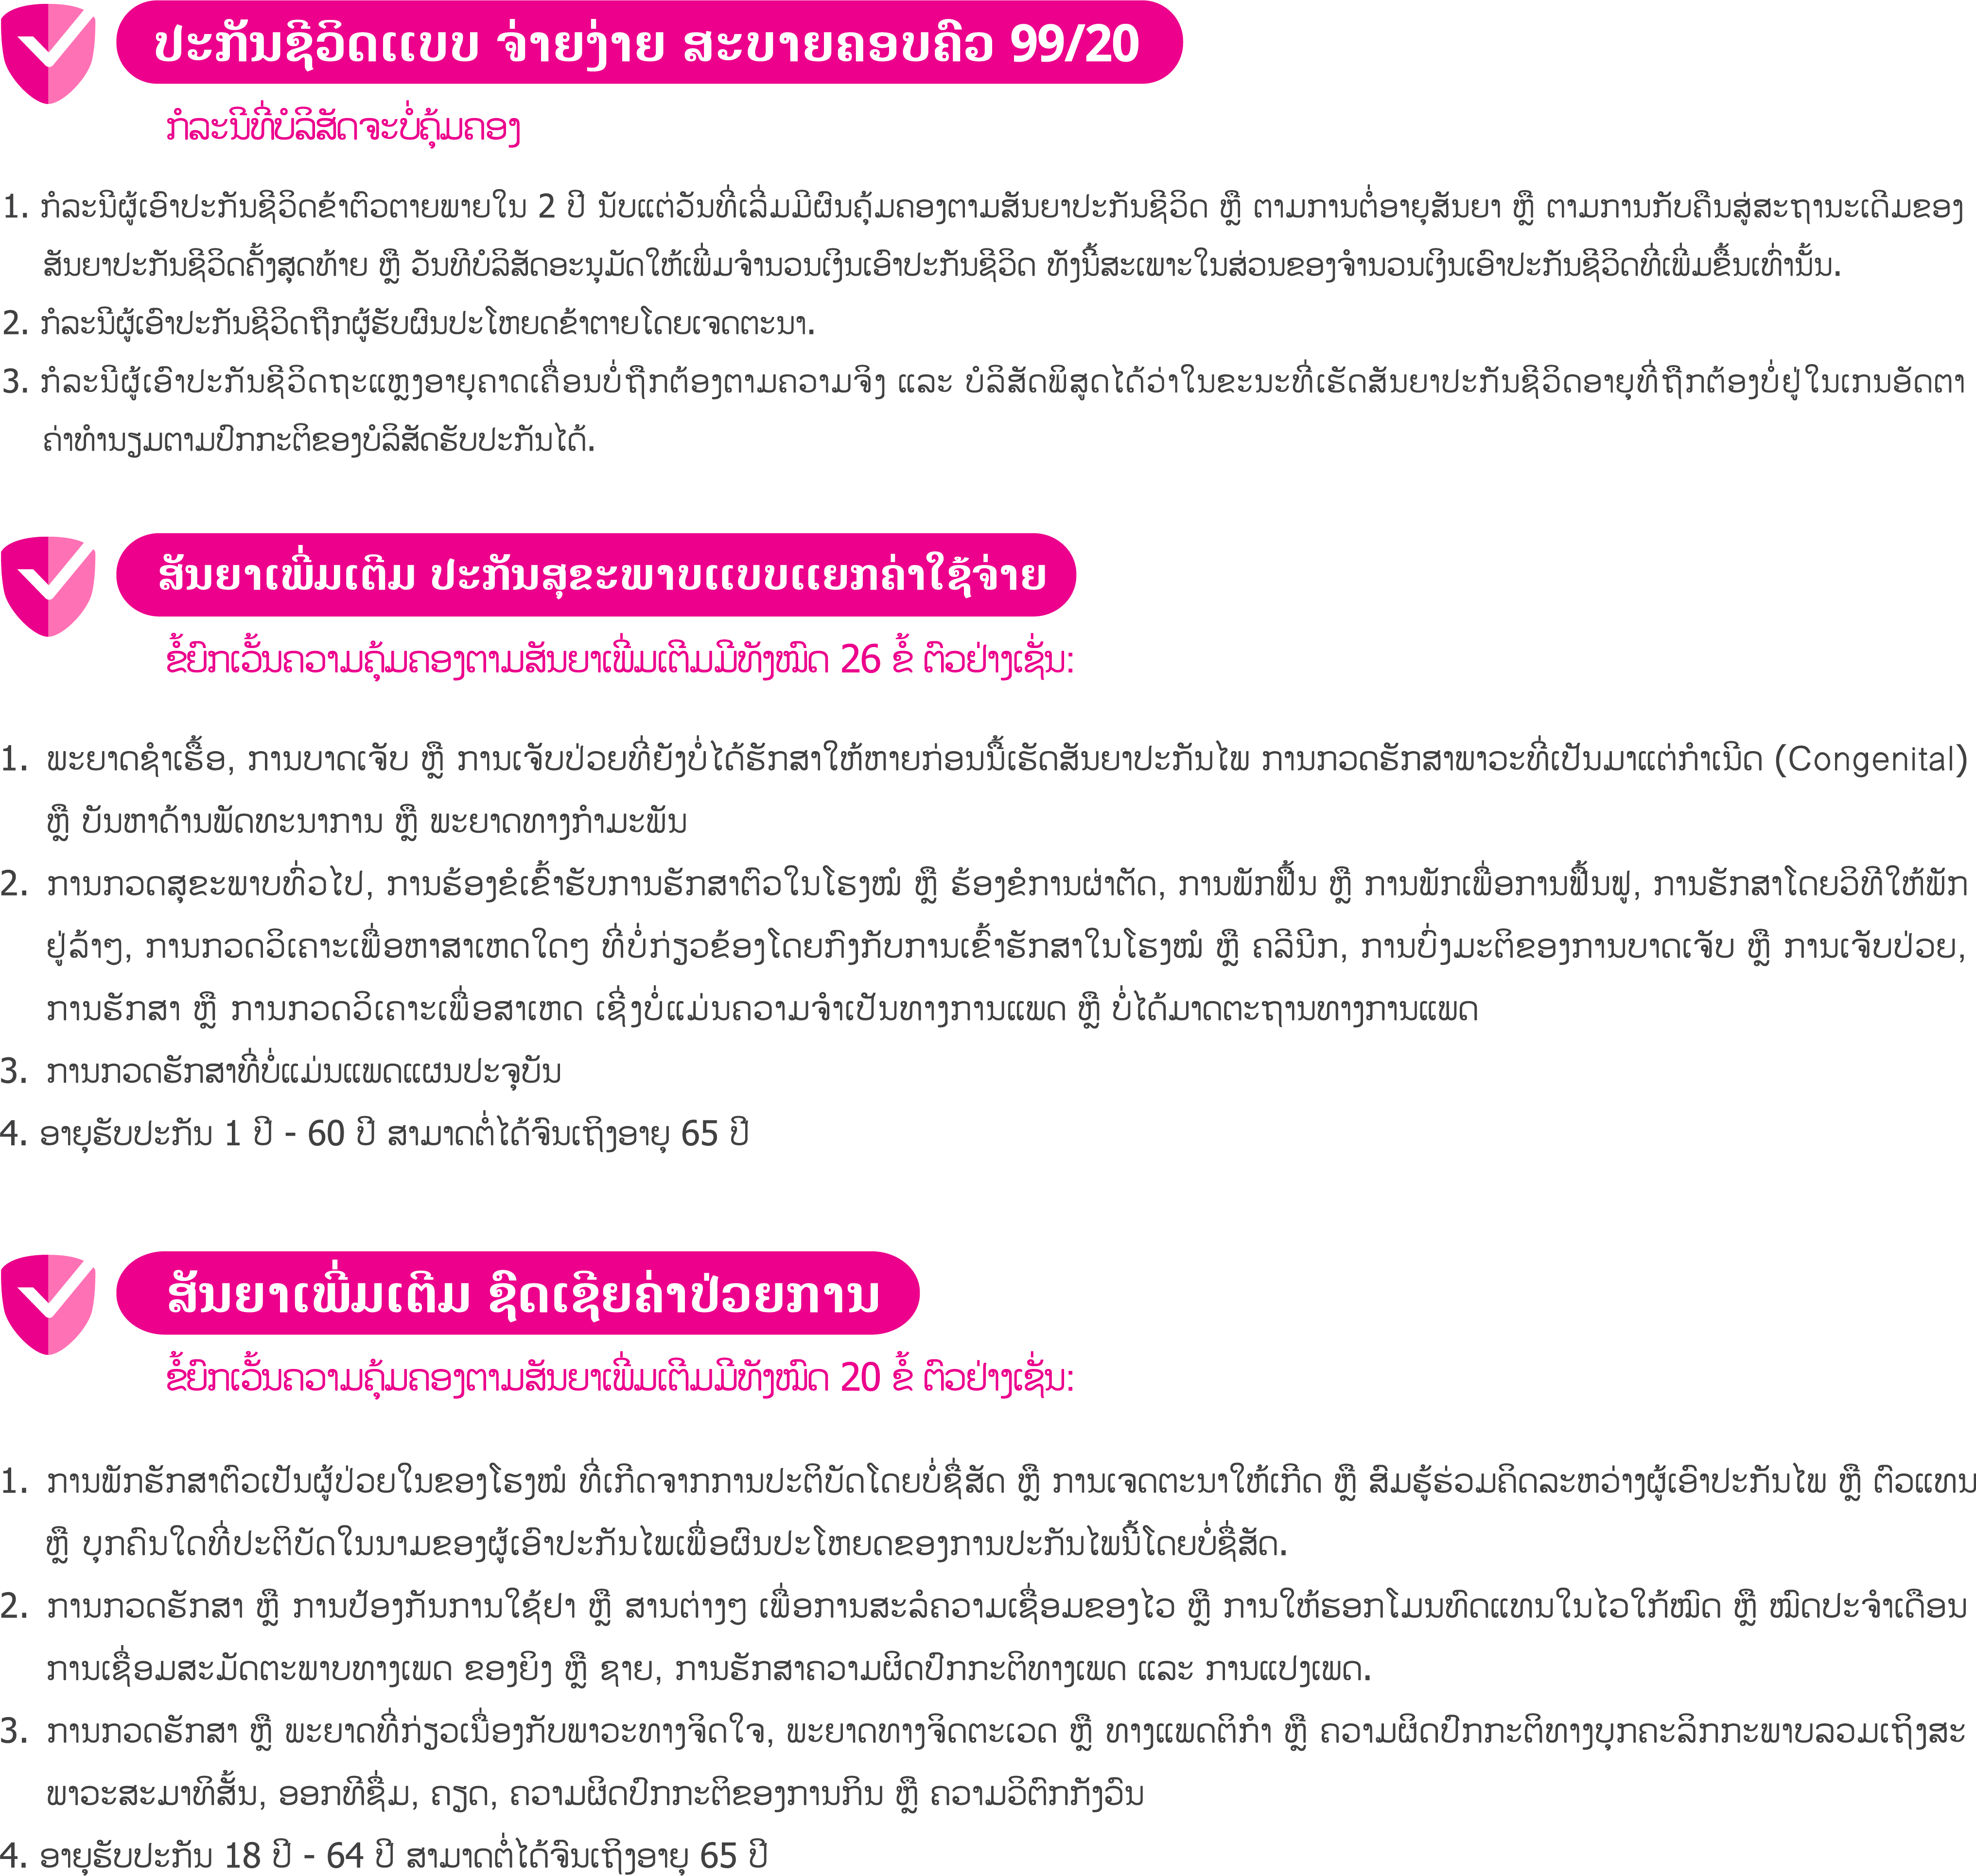 ປະກັນຊີວິດແບບ ຈ່າຍງ່າຍ ສະບາຍຄອບຄົວ 99/20
ກໍລະນີທີ່ບໍລິສັດຈະບໍ່ຄຸ້ມຄອງ
1. ກໍລະນີຜູ້ເອົາປະກັນຊີວິດຂ້າຕົວຕາຍພາຍໃນ 2 ປີ ນັບແຕ່ວັນທີ່ເລີ່ມມີຜົນຄຸ້ມຄອງຕາມສັນຍາປະກັນຊີວິດ ຫຼື ຕາມການຕໍ່ອາຍຸສັນຍາ ຫຼື ຕາມການກັບຄືນສູ່ສະຖານະເດີມຂອງ
ສັນຍາປະກັນຊີວິດຄັ້ງສຸດທ້າຍ ຫຼື ວັນທີບໍລິສັດອະນຸມັດໃຫ້ເພີ່ມຈຳນວນເງິນເອົາປະກັນຊີວິດ ທັງນີ້ສະເພາະໃນສ່ວນຂອງຈຳນວນເງິນເອົາປະກັນຊີວິດທີ່ເພີ່ມຂື້ນເທົ່ານັ້ນ.
2. ກໍລະນີຜູ້ເອົາປະກັນຊີວິດຖືກຜູ້ຮັບຜົນປະໂຫຍດຂ້າຕາຍໂດຍເຈດຕະນາ.
3. ກໍລະນີຜູ້ເອົາປະກັນຊີວິດຖະແຫຼງອາຍຸຄາດເຄື່ອນບໍ່ຖືກຕ້ອງຕາມຄວາມຈິງ ແລະ ບໍລິສັດພິສູດໄດ້ວ່າໃນຂະນະທີ່ເຮັດສັນຍາປະກັນຊີວິດອາຍຸທີ່ຖືກຕ້ອງບໍ່ຢູ່ໃນເກນອັດຕາ
ຄ່າທຳນຽມຕາມປົກກະຕິຂອງບໍລິສັດຮັບປະກັນໄດ້.
ສັນຍາເພີ່ມເຕີມ ປະກັນສຸຂະພາບແບບແຍກຄ່າໃຊ້ຈ່າຍ
ຂໍ້ຍົກເວັ້ນຄວາມຄຸ້ມຄອງຕາມສັນຍາເພີ່ມເຕີມມີທັງໝົດ 26 ຂໍ້ ຕົວຢ່າງເຊັ່ນ:
1. ພະຍາດຊຳເຮື້ອ, ການບາດເຈັບ ຫຼື ການເຈັບປ່ວຍທີ່ຍັງບໍ່ໄດ້ຮັກສາໃຫ້ຫາຍກ່ອນນື້ເຮັດສັນຍາປະກັນໄພ ການກວດຮັກສາພາວະທີ່ເປັນມາແຕ່ກຳເນີດ (Congenital)
ຫຼື ບັນຫາດ້ານພັດທະນາການ ຫຼື ພະຍາດທາງກຳມະພັນ
2. ການກວດສຸຂະພາບທົ່ວໄປ, ການຮ້ອງຂໍເຂົ້າຮັບການຮັກສາຕົວໃນໂຮງໝໍ ຫຼື ຮ້ອງຂໍການຜ່າຕັດ, ການພັກຟື້ນ ຫຼື ການພັກເພື່ອການຟື້ນຟູ, ການຮັກສາໂດຍວິທີໃຫ້ພັກ
ຢູ່ລ້າໆ, ການກວດວິເຄາະເພື່ອຫາສາເຫດໃດໆ ທີ່ບໍ່ກ່ຽວຂ້ອງໂດຍກົງກັບການເຂົ້າຮັກສາໃນໂຮງໝໍ ຫຼື ຄລີນີກ, ການບົ່ງມະຕິຂອງການບາດເຈັບ ຫຼື ການເຈັບປ່ວຍ,
ການຮັກສາ ຫຼື ການກວດວິເຄາະເພື່ອສາເຫດ ເຊີ່ງບໍ່ແມ່ນຄວາມຈຳເປັນທາງການແພດ ຫຼື ບໍ່ໄດ້ມາດຕະຖານທາງການແພດ
3. ການກວດຮັກສາທີ່ບໍ່ແມ່ນແພດແຜນປະຈຸບັນ
4. ອາຍຸຮັບປະກັນ 1 ປີ - 60 ປີ ສາມາດຕໍ່ໄດ້ຈົນເຖິງອາຍຸ 65 ປີ
ສັນຍາເພີ່ມເຕີມ ຊົດເຊີຍຄ່າປ່ວຍການ
ຂໍ້ຍົກເວັ້ນຄວາມຄຸ້ມຄອງຕາມສັນຍາເພີ່ມເຕີມມີທັງໝົດ 20 ຂໍ້ ຕົວຢ່າງເຊັ່ນ:
1. ການພັກຮັກສາຕົວເປັນຜູ້ປ່ວຍໃນຂອງໂຮງໝໍ ທີ່ເກີດຈາກການປະຕິບັດໂດຍບໍ່ຊື່ສັດ ຫຼື ການເຈດຕະນາໃຫ້ເກີດ ຫຼື ສົມຮູ້ຮ່ວມຄິດລະຫວ່າງຜູ້ເອົາປະກັນໄພ ຫຼື ຕົວແທນ
ຫຼື ບຸກຄົນໃດທີ່ປະຕິບັດໃນນາມຂອງຜູ້ເອົາປະກັນໄພເພື່ອຜົນປະໂຫຍດຂອງການປະກັນໄພນີ້ໂດຍບໍ່ຊື່ສັດ.
2. ການກວດຮັກສາ ຫຼື ການປ້ອງກັນການໃຊ້ຢາ ຫຼື ສານຕ່າງໆ ເພື່ອການສະລໍຄວາມເຊື່ອມຂອງໄວ ຫຼື ການໃຫ້ຮອກໂມນທົດແທນໃນໄວໃກ້ໝົດ ຫຼື ໝົດປະຈຳເດືອນ
ການເຊື່ອມສະມັດຕະພາບທາງເພດ ຂອງຍິງ ຫຼື ຊາຍ, ການຮັກສາຄວາມຜິດປົກກະຕິທາງເພດ ແລະ ການແປງເພດ.
3. ການກວດຮັກສາ ຫຼື ພະຍາດທີ່ກ່ຽວເນື່ອງກັບພາວະທາງຈິດໃຈ, ພະຍາດທາງຈິດຕະເວດ ຫຼື ທາງແພດຕິກຳ ຫຼື ຄວາມຜິດປົກກະຕິທາງບຸກຄະລິກກະພາບລວມເຖິງສະ
ພາວະສະມາທິສັ້ນ, ອອກທີຊື່ມ, ຄຽດ, ຄວາມຜິດປົກກະຕິຂອງການກິນ ຫຼື ຄວາມວິຕົກກັງວົນ
4. ອາຍຸຮັບປະກັນ 18 ປີ - 64 ປີ ສາມາດຕໍ່ໄດ້ຈົນເຖິງອາຍຸ 65 ປີ